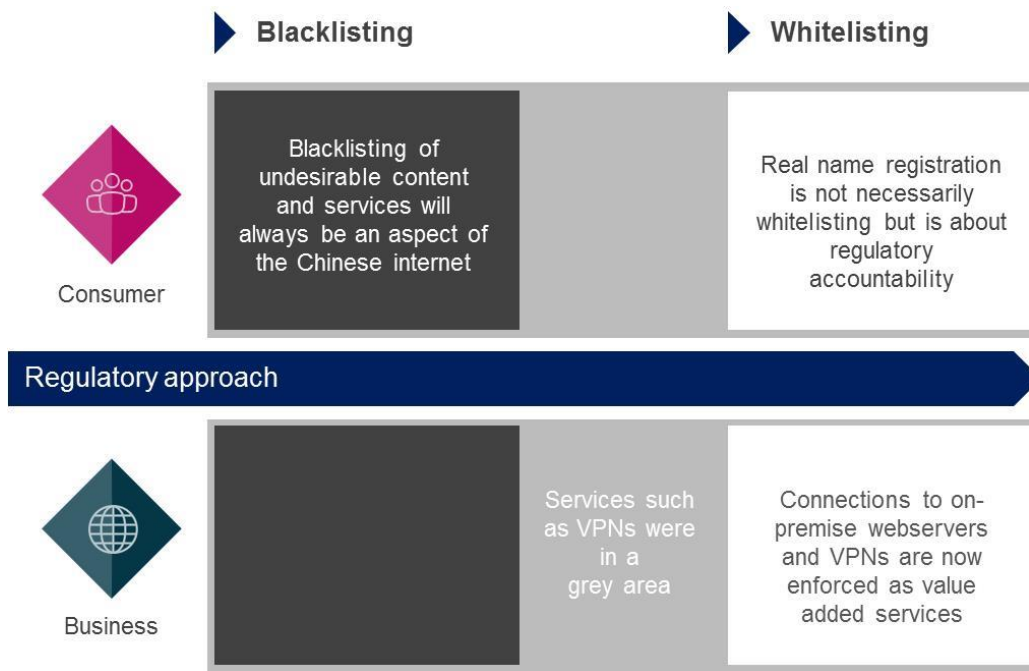 Blacklisting
Whitelisting
Blacklisting of
undesirable content
and services will
always be an aspect of
the Chinese internet
Real name registration
is not necessarily
whitelisting but is about
regulatory
accountability
Consumer
Regulatory approach
Services such
as VPNs were
in a
grey area
Connections to on-
premise webservers
and VPNs are now
enforced as value
added services
Business